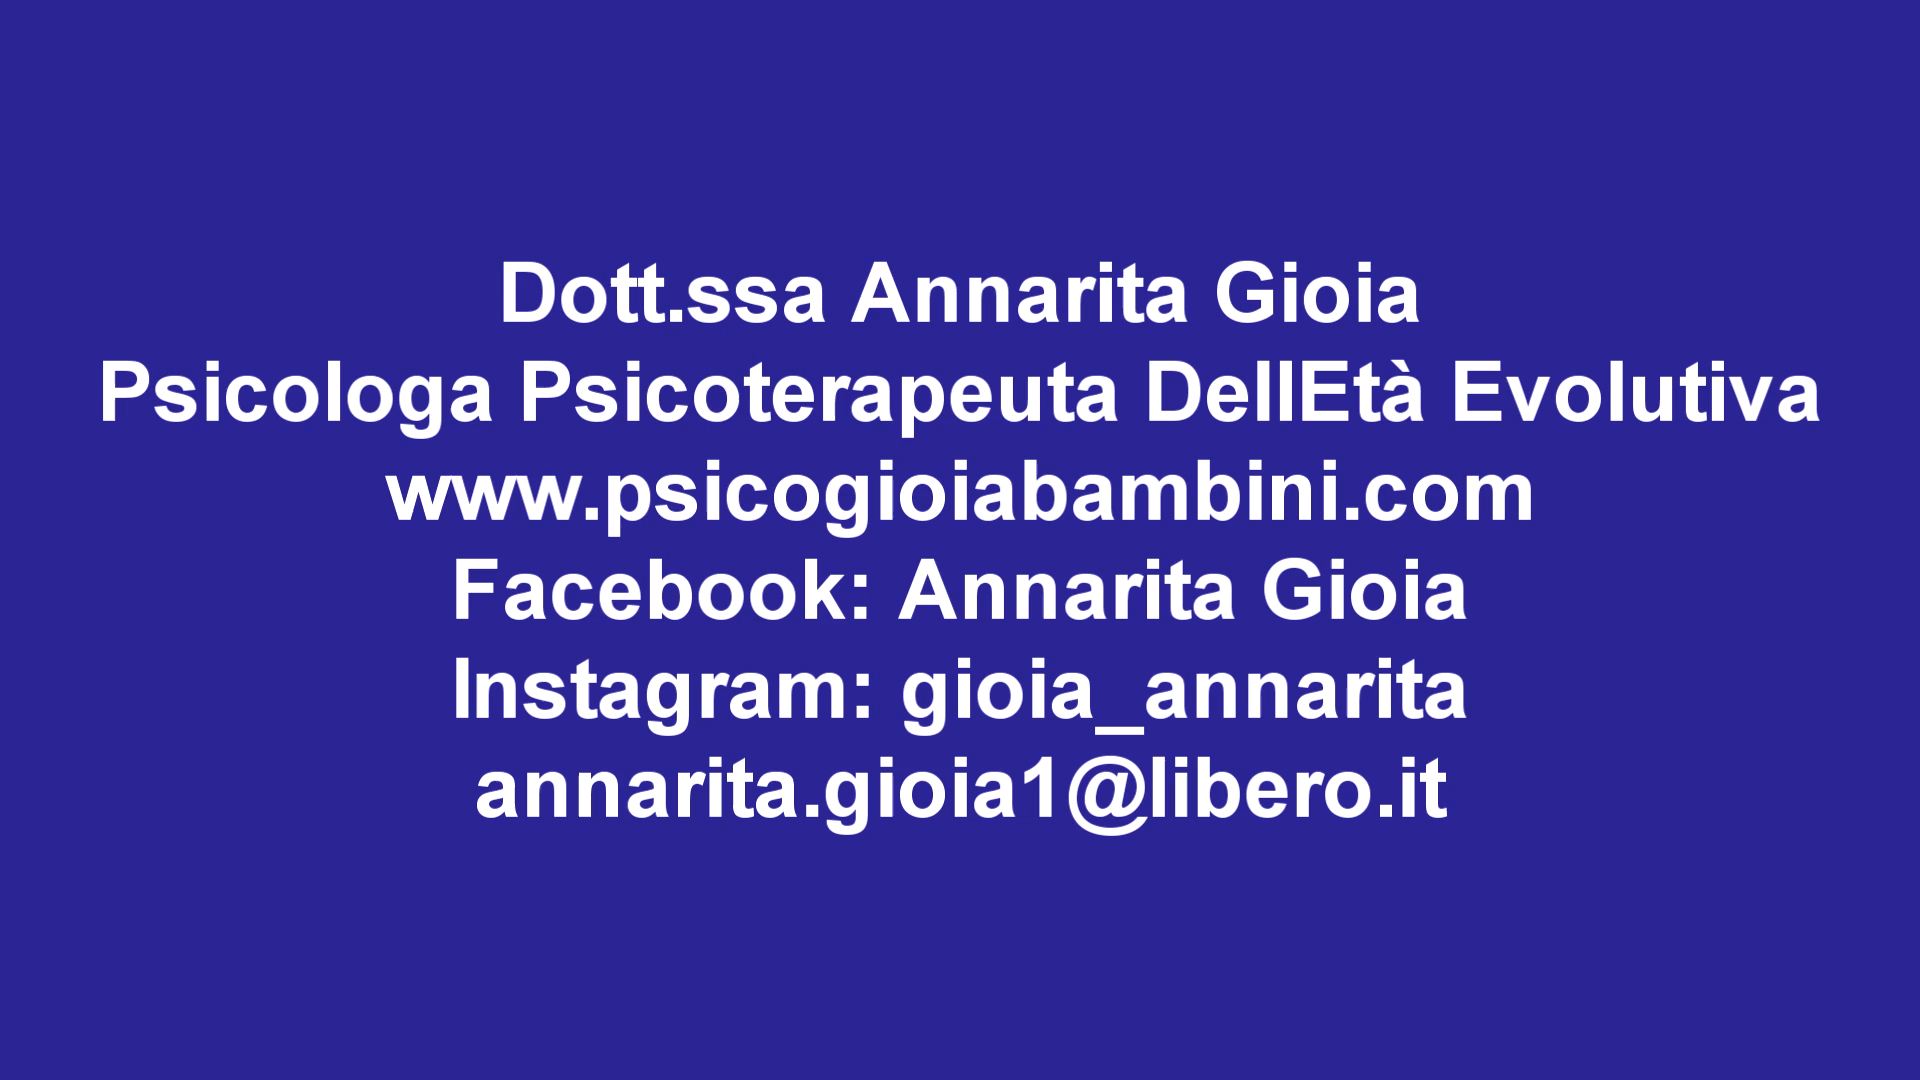 Dott.ssa Annarita Gioia
Psicologa Psicoterapeuta DellEtà Evolutiva
www.psicogioiabambini.com
Facebook: Annarita Gioia
Instagram: gioia_annarita
annarita.gioia1@libero.it